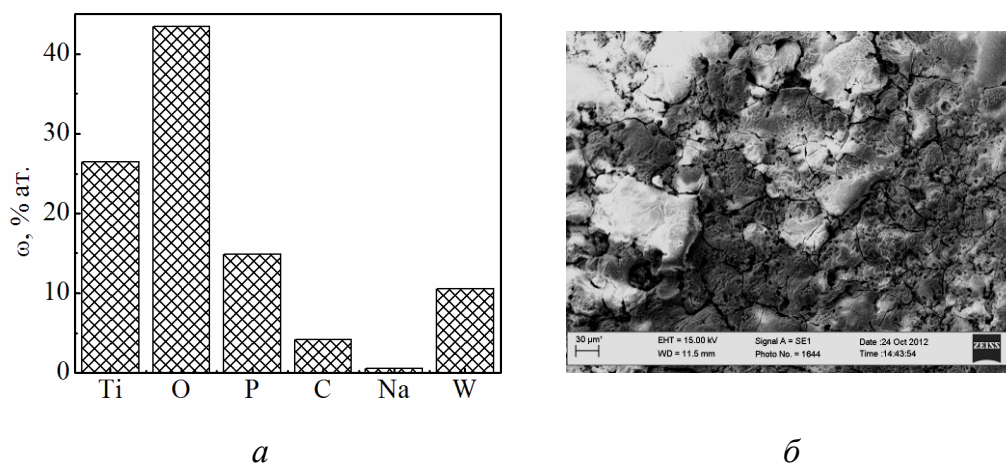 ω, % ат.
40
30
20
10
0
Ti O P C Na W
30 µm
EHT = 15.00 kV Signal A = SE1 Date :24 Oct 2012
WD = 11.5 mm Photo No. = 1644 Time :14:43:54
ZEISS
а б